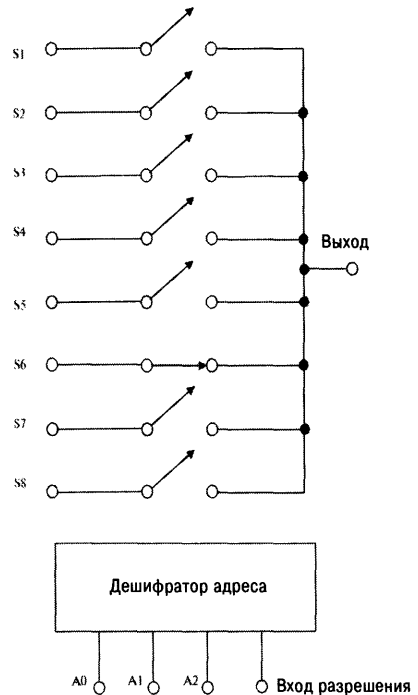 S1
S2
S3
S4
Выход
S5
S6
S7
S8
Дешифратор адреса
A0 A1 A2 Вход разрешения